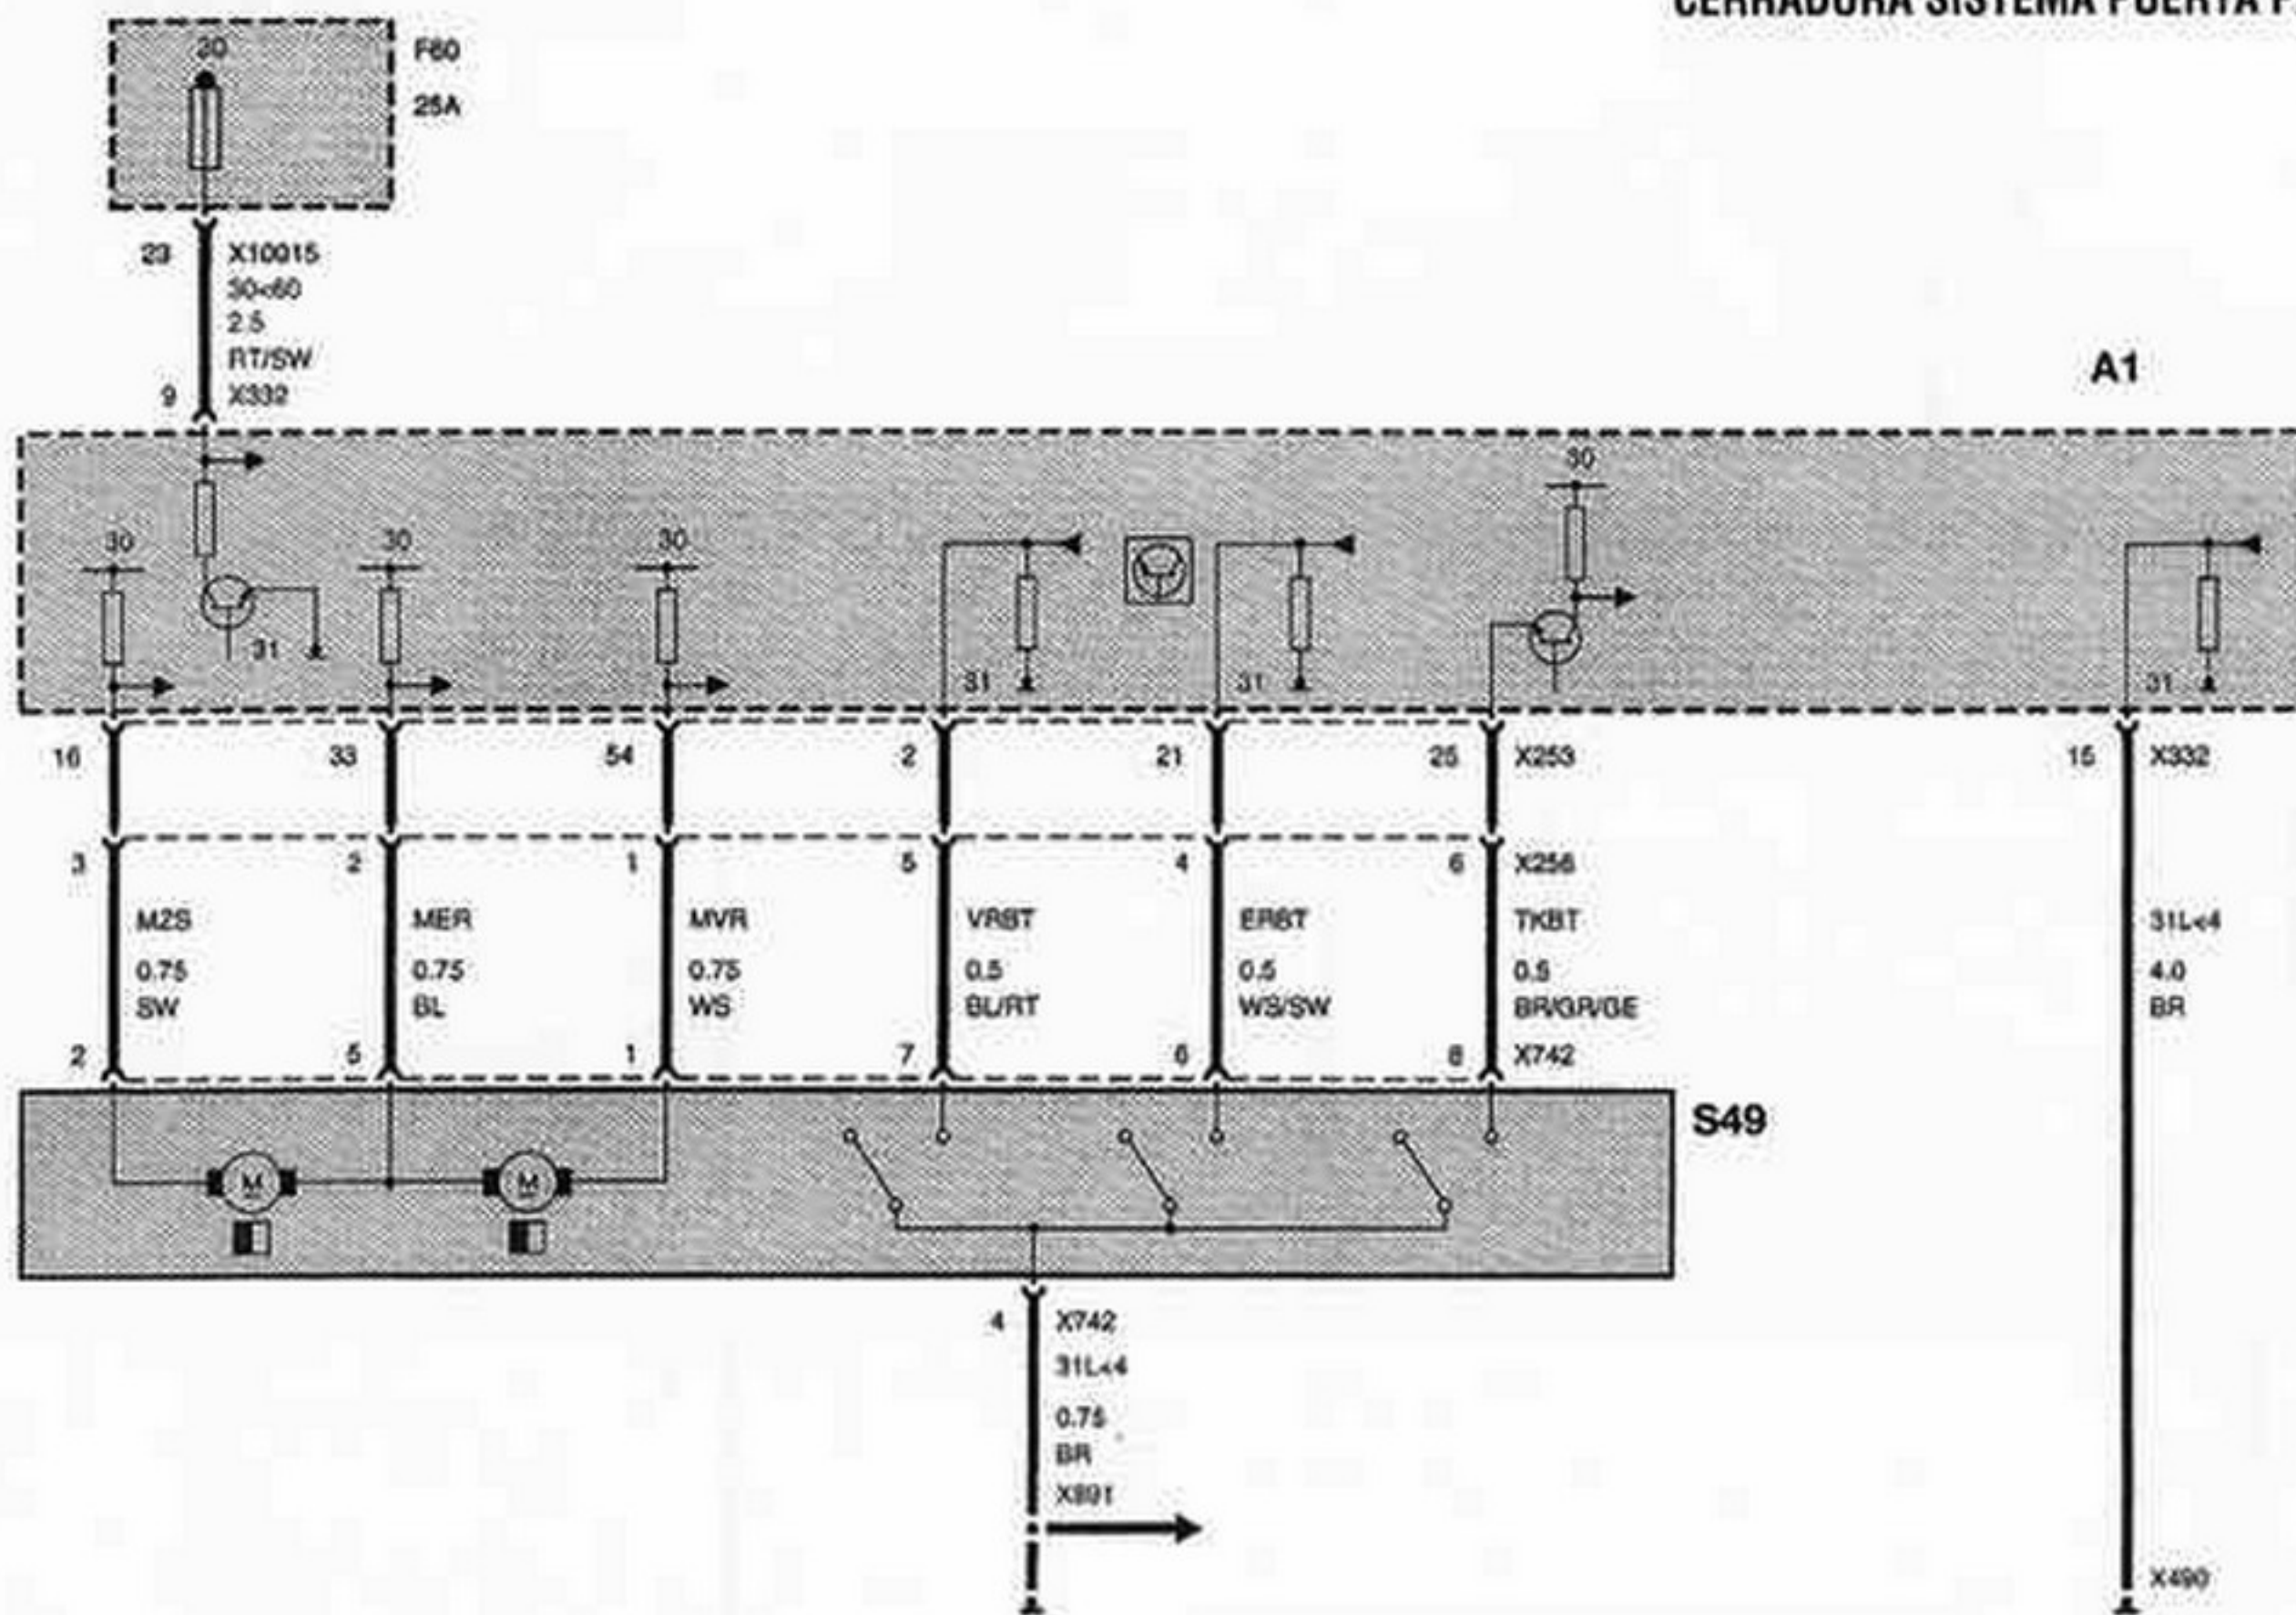 CERRADURA SISTEMA PUERTA
30 F60
25A
23 X10015
30<60
2.5
RT/SW
9 X332
A1
30
30 30 30
31 31 31 31
16 33 54 2 21 25 X253 15 X332
3 2 1 5 4 6 X256
MZS MER MVR VRBT ERBT TKBT 31L<4
0.75 0.75 0.75 0.5 0.5 0.5 4.0
SW BL WS BL/RT WS/SW BR/GR/GE BR
2 5 1 7 6 8 X742
S49
M M
4 X742
31L<4
0.75
BR
X891
X490